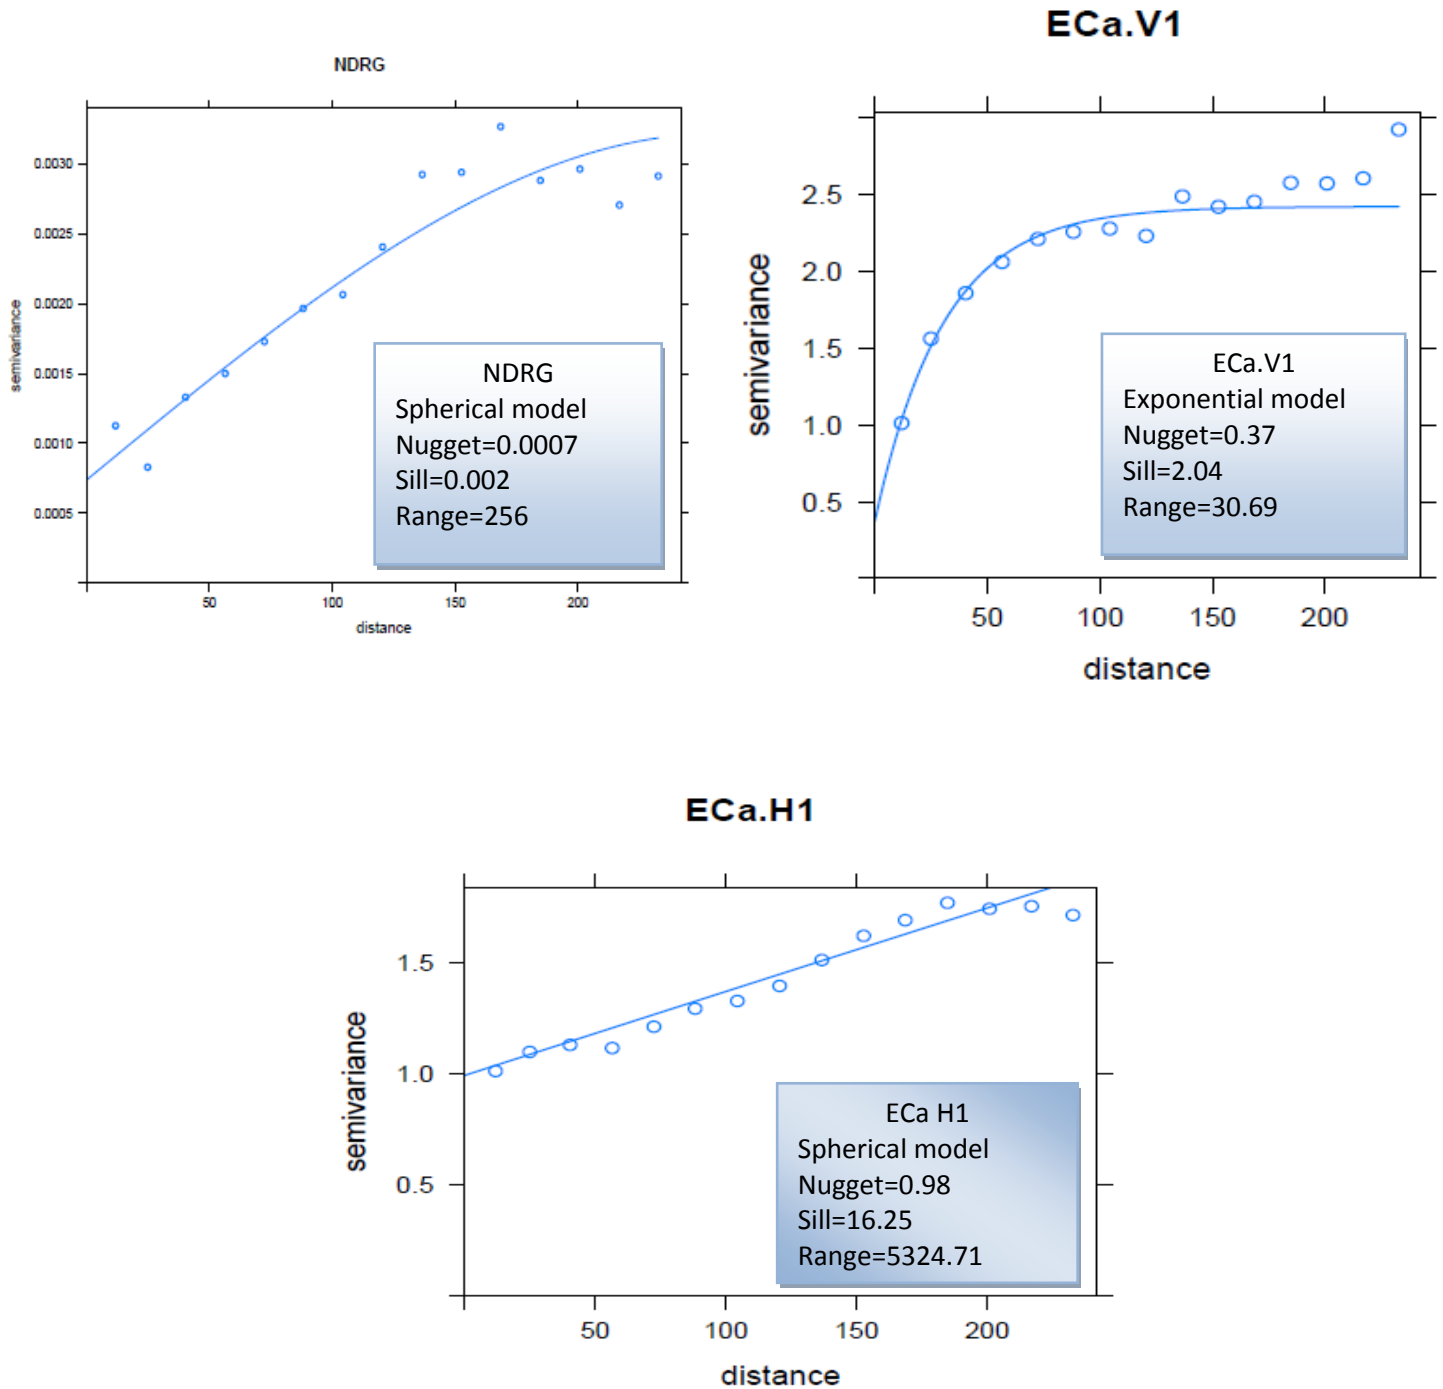 NDRG
0.0030
0.0025
0.0020
0.0015
0.0010
0.0005
semivariance
50 100 150 200
distance
NDRG
Spherical model
Nugget=0.0007
Sill=0.002
Range=256
ECa.V1
2.5
2.0
1.5
1.0
0.5
semivariance
50 100 150 200
distance
ECa.V1
Exponential model
Nugget=0.37
Sill=2.04
Range=30.69
ECa.H1
1.5
1.0
0.5
semivariance
50 100 150 200
distance
ECa H1
Spherical model
Nugget=0.98
Sill=16.25
Range=5324.71